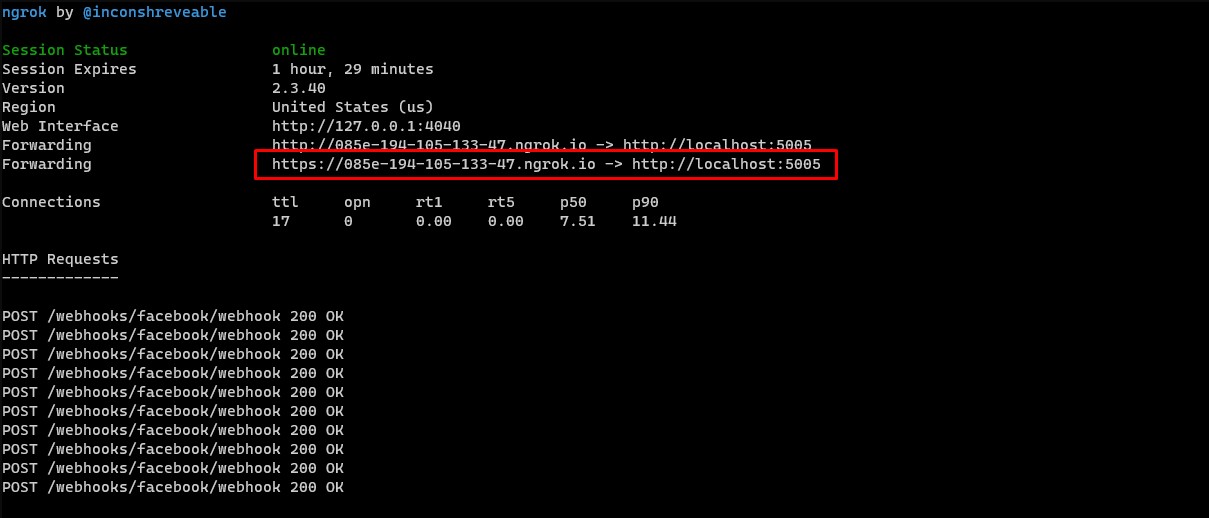 ngrok by @inconshreveable
Session Status online
Session Expires 1 hour, 29 minutes
Version 2.3.40
Region United States (us)
Web Interface http://127.0.0.1:4040
Forwarding http://085e-194-105-133-47.ngrok.io -> http://localhost:5005
Forwarding https://085e-194-105-133-47.ngrok.io -> http://localhost:5005
Connections ttl opn rt1 rt5 p50 p90
17 0 0.00 0.00 7.51 11.44
HTTP Requests
-------------
POST /webhooks/facebook/webhook 200 OK
POST /webhooks/facebook/webhook 200 OK
POST /webhooks/facebook/webhook 200 OK
POST /webhooks/facebook/webhook 200 OK
POST /webhooks/facebook/webhook 200 OK
POST /webhooks/facebook/webhook 200 OK
POST /webhooks/facebook/webhook 200 OK
POST /webhooks/facebook/webhook 200 OK
POST /webhooks/facebook/webhook 200 OK
POST /webhooks/facebook/webhook 200 OK